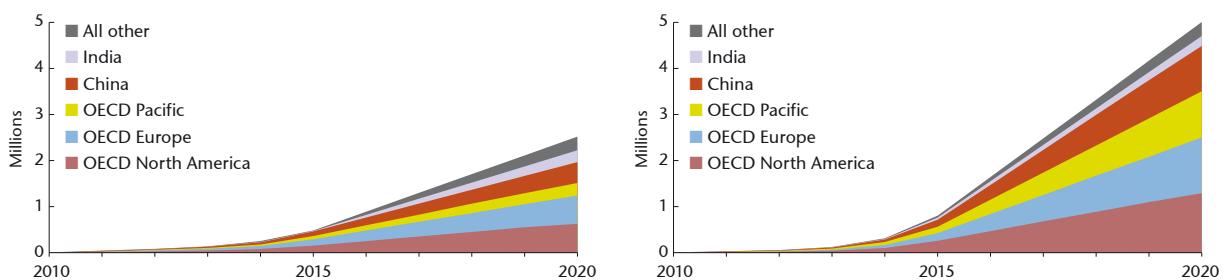 5
4
3
2
1
0
Millions
All other
India
China
OECD Pacific
OECD Europe
OECD North America
2010
2015
2020
5
4
3
2
1
0
Millions
All other
India
China
OECD Pacific
OECD Europe
OECD North America
2010
2015
2020